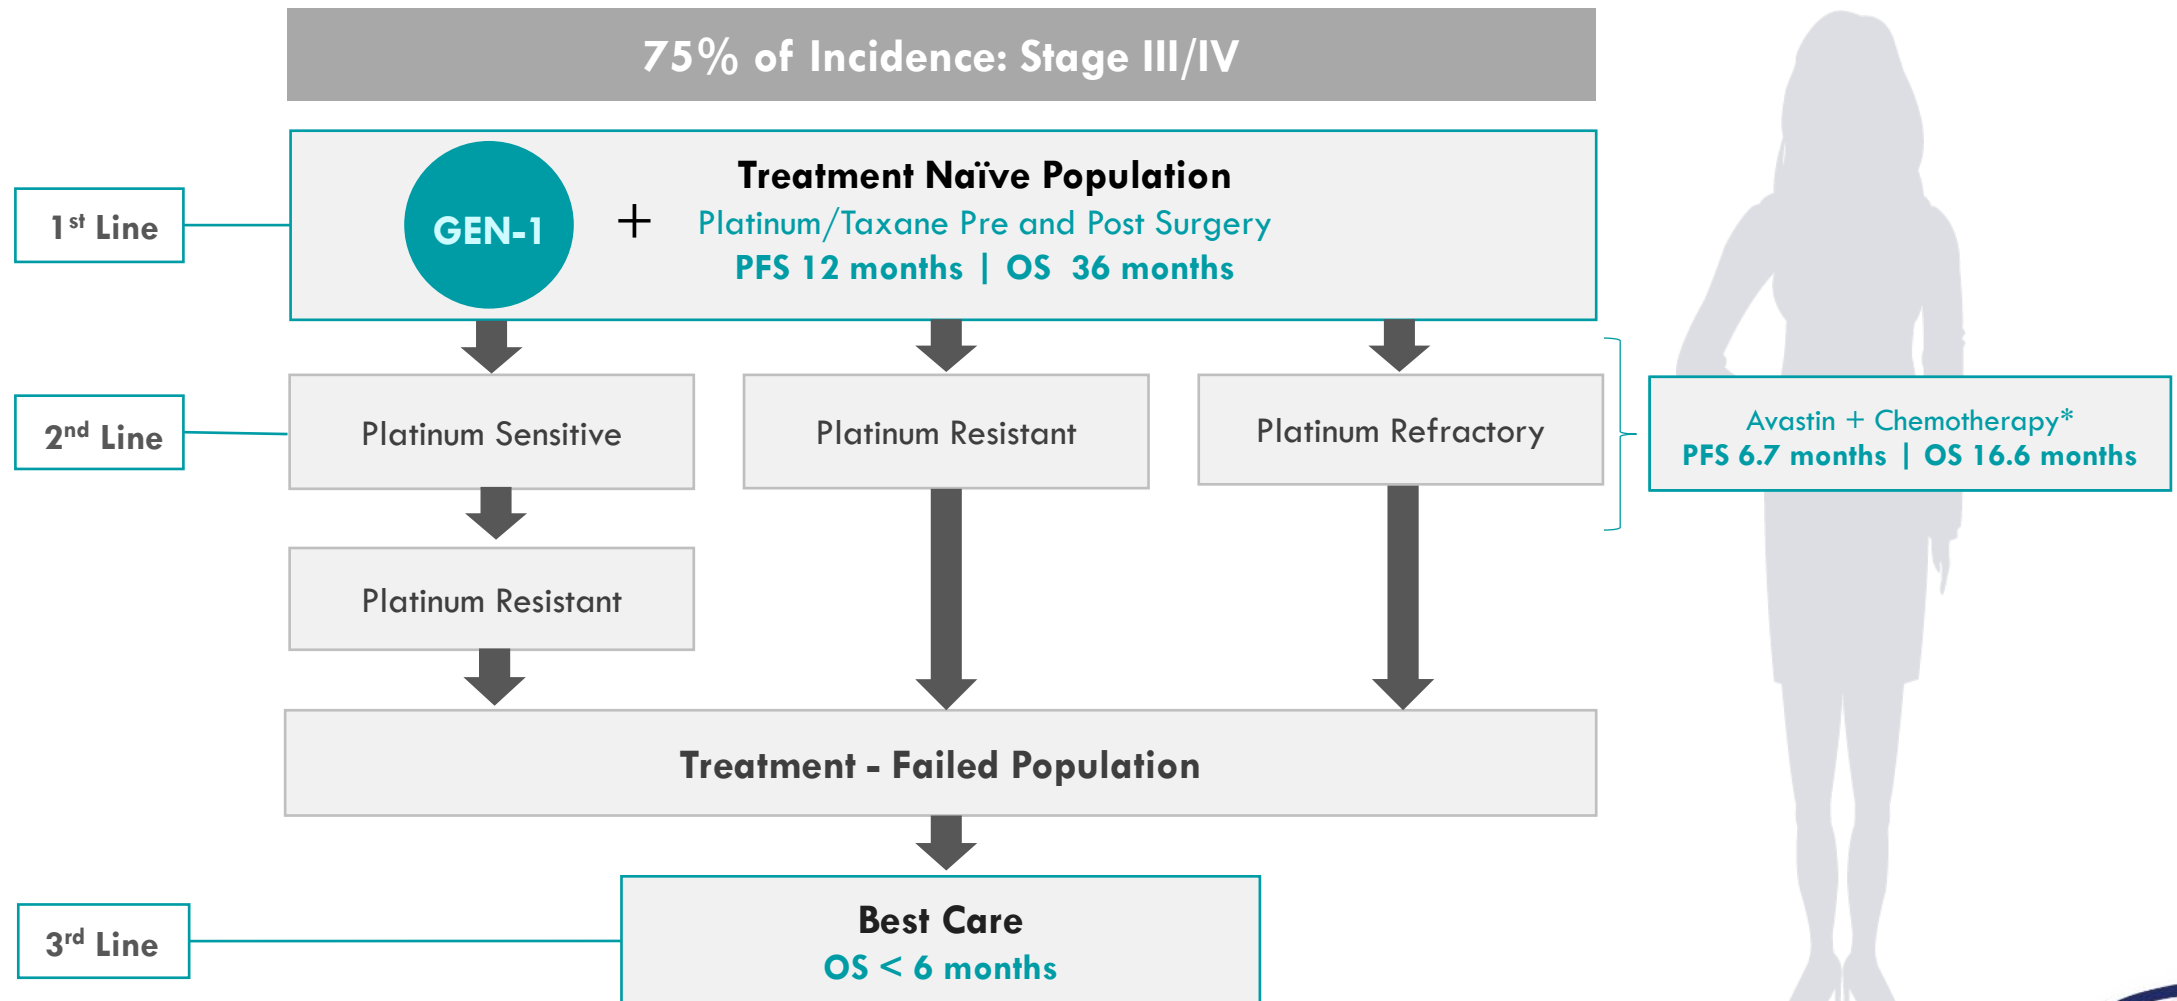 75% of Incidence: Stage III/IV
1st Line
GEN-1
+
Treatment Naïve Population
Platinum/Taxane Pre and Post Surgery
PFS 12 months | OS 36 months
2nd Line
Platinum Sensitive
Platinum Resistant
Platinum Refractory
Avastin + Chemotherapy*
PFS 6.7 months | OS 16.6 months
Platinum Resistant
Treatment - Failed Population
3rd Line
Best Care
OS < 6 months